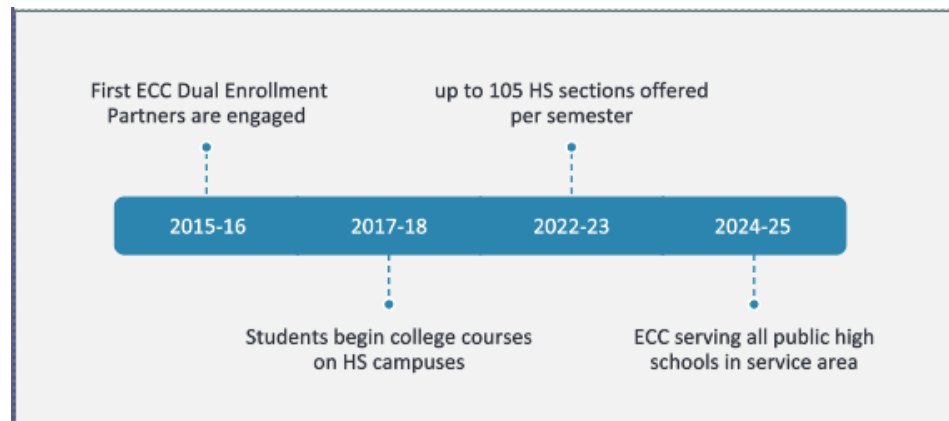 First ECC Dual Enrollment
Partners are engaged
up to 105 HS sections offered
per semester
2015-16
2017-18
2022-23
2024-25
Students begin college courses
on HS campuses
ECC serving all public high
schools in service area